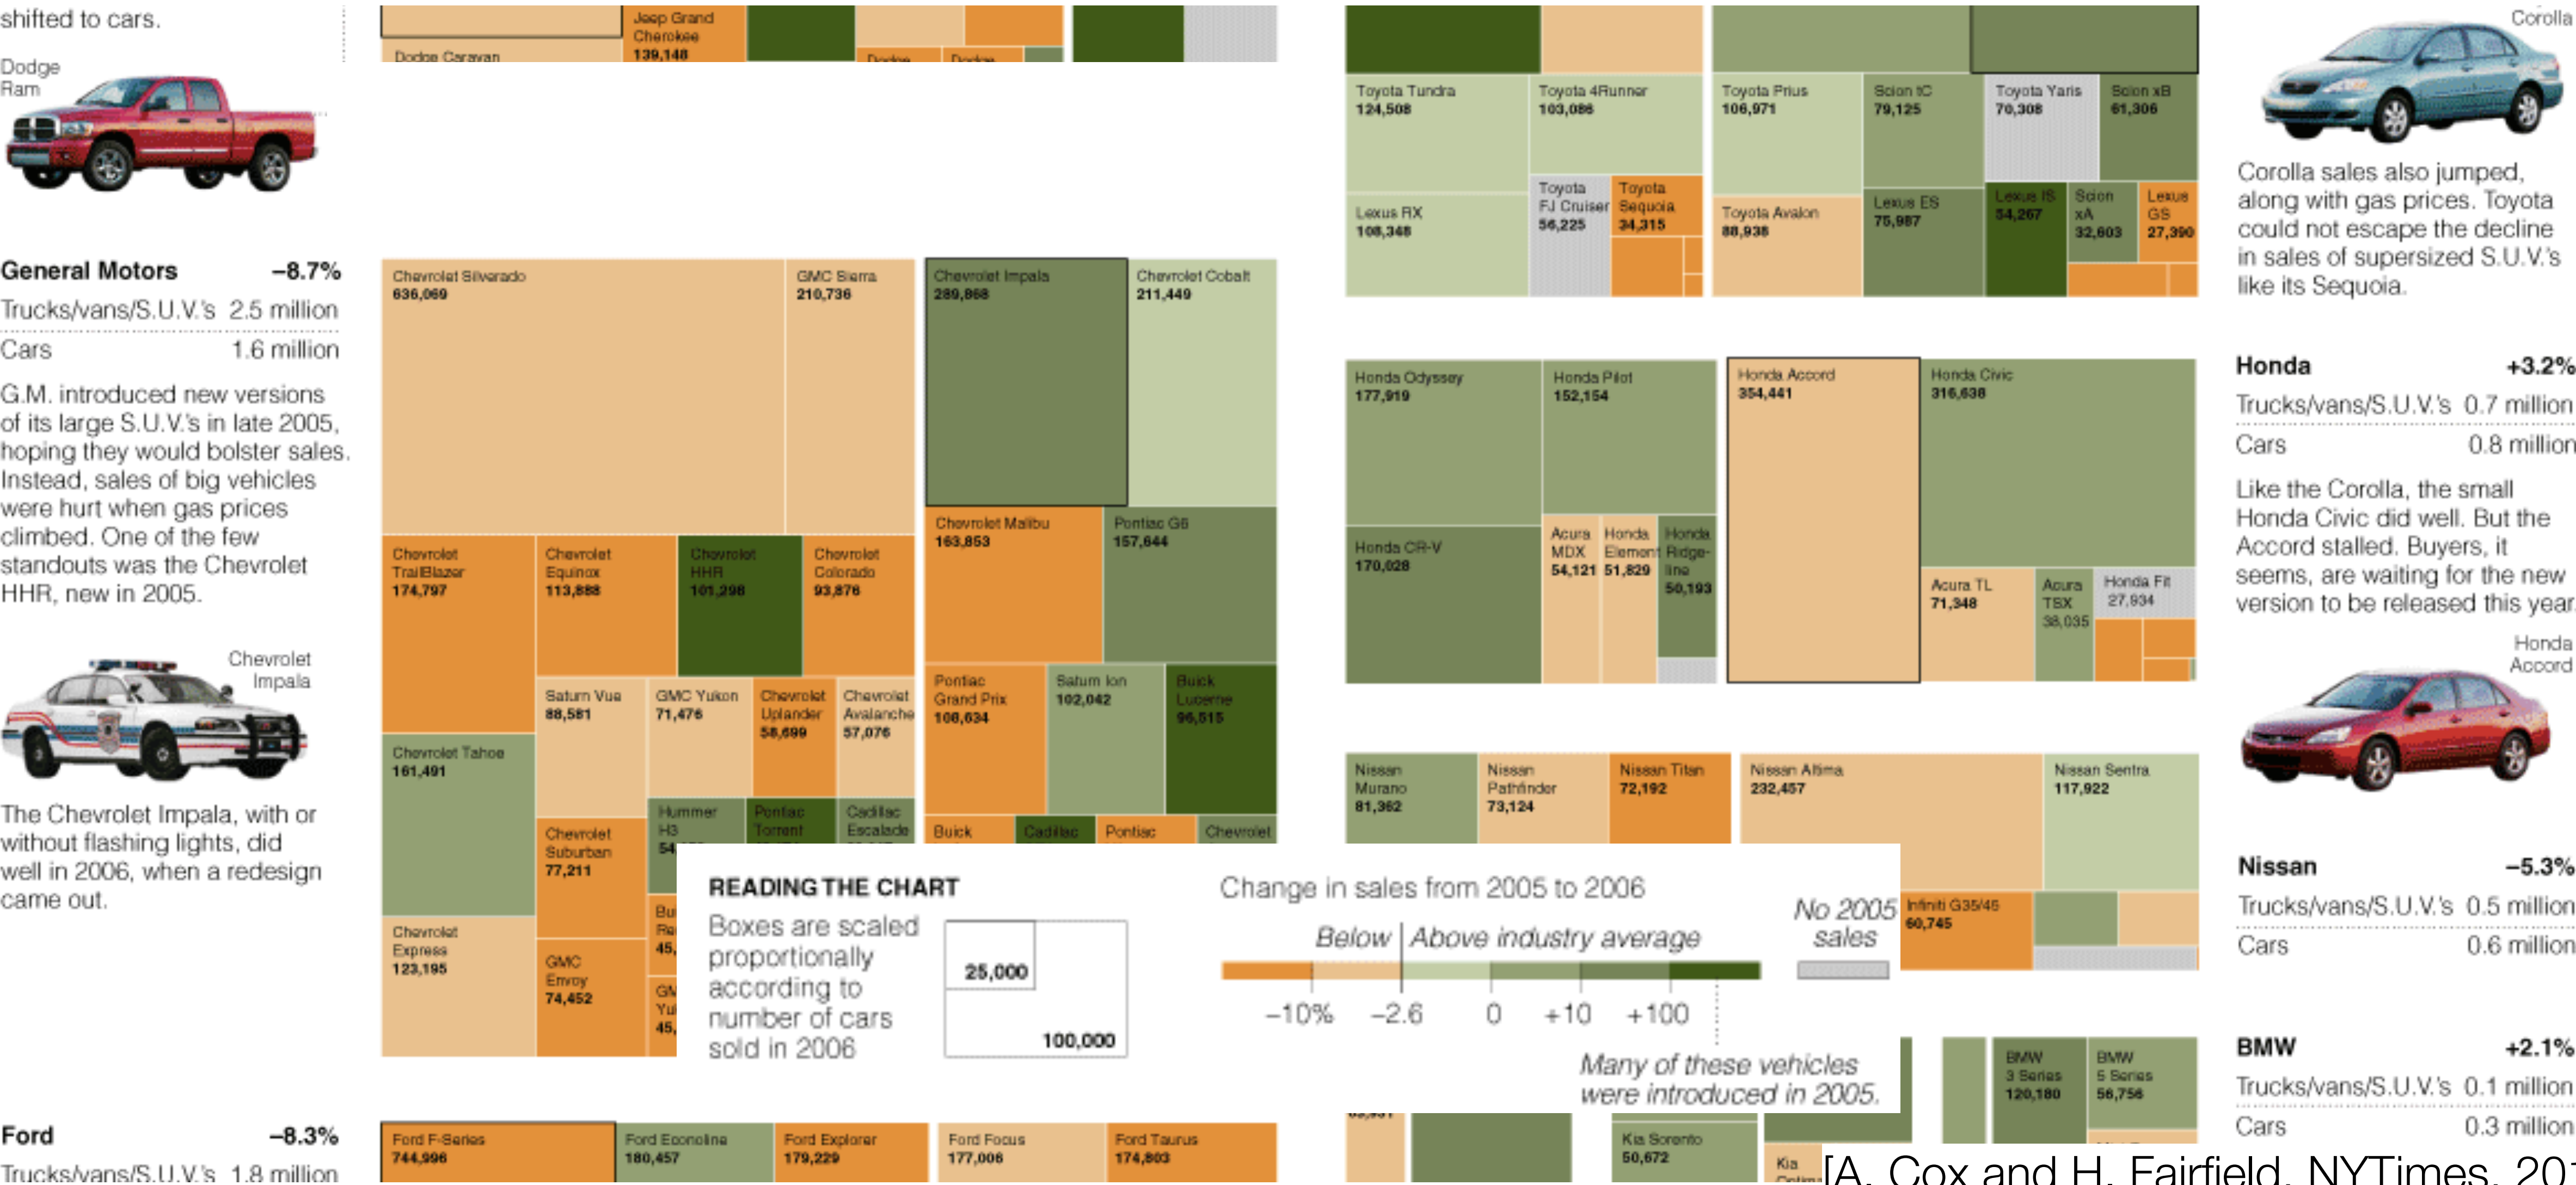 shifted to cars.
Dodge
Ram
General Motors –8.7%
Trucks/vans/S.U.V.'s 2.5 million
Cars 1.6 million
G.M. introduced new versions
of its large S.U.V.'s in late 2005,
hoping they would bolster sales.
Instead, sales of big vehicles
were hurt when gas prices
climbed. One of the few
standouts was the Chevrolet
HHR, new in 2005.
Chevrolet
Impala
The Chevrolet Impala, with or
without flashing lights, did
well in 2006, when a redesign
came out.
Ford –8.3%
Trucks/vans/S.U.V.'s 1.8 million
Dodge Caravan
Jeep Grand
Cherokee
139,148
Dodge
Dodge
Chevrolet Silverado
636,069
GMC Sierra
210,736
Chevrolet Impala
289,868
Chevrolet Cobalt
211,449
Chevrolet
TrailBlazer
174,797
Chevrolet
Equinox
113,888
Chevrolet
HHR
101,298
Chevrolet
Colorado
93,876
Chevrolet Malibu
163,853
Pontiac G6
157,644
Saturn Vue
88,581
GMC Yukon
71,476
Chevrolet
Uplander
58,699
Chevrolet
Avalanche
57,076
Pontiac
Grand Prix
108,634
Saturn Ion
102,042
Buick
Lucerne
96,515
Chevrolet Tahoe
161,491
Chevrolet
Suburban
77,211
Hummer
H3
Pontiac
Torrent
Cadillac
Escalade
Buick
Cadillac
Pontiac
Chevrolet
Chevrolet
Express
123,195
GMC
Envoy
74,452
Ford F-Series
744,996
Ford Econoline
180,457
Ford Explorer
179,229
Ford Focus
177,006
Ford Taurus
174,803
READING THE CHART
Boxes are scaled
proportionally
according to
number of cars
sold in 2006
25,000
100,000
Change in sales from 2005 to 2006
Below Above industry average
–10% –2.6 0 +10 +100
No 2005
sales
Many of these vehicles
were introduced in 2005.
Toyota Tundra
124,508
Toyota 4Runner
103,086
Toyota Prius
106,971
Scion tC
79,125
Toyota Yaris
70,308
Scion xB
61,306
Lexus RX
108,348
Toyota
FJ Cruiser
56,225
Toyota
Sequoia
34,315
Toyota Avalon
88,938
Lexus ES
75,987
Lexus IS
54,267
Scion
xA
32,603
Lexus
GS
27,390
Honda Odyssey
177,919
Honda Pilot
152,154
Honda Accord
354,441
Honda Civic
316,638
Honda CR-V
170,028
Acura
MDX
54,121
Honda
Element
51,829
Honda
Ridge-
line
50,193
Acura TL
71,348
Acura
TSX
38,035
Honda Fit
27,934
Nissan
Murano
81,362
Nissan
Pathfinder
73,124
Nissan Titan
72,192
Nissan Altima
232,457
Nissan Sentra
117,922
Infiniti G35/45
60,745
BMW
3 Series
120,180
BMW
5 Series
56,756
Kia Sorento
50,672
Kia
Corolla
Corolla sales also jumped,
along with gas prices. Toyota
could not escape the decline
in sales of supersized S.U.V.'s
like its Sequoia.
Honda +3.2%
Trucks/vans/S.U.V.'s 0.7 million
Cars 0.8 million
Like the Corolla, the small
Honda Civic did well. But the
Accord stalled. Buyers, it
seems, are waiting for the new
version to be released this year.
Honda
Accord
Nissan –5.3%
Trucks/vans/S.U.V.'s 0.5 million
Cars 0.6 million
BMW +2.1%
Trucks/vans/S.U.V.'s 0.1 million
Cars 0.3 million
[A. Cox and H. Fairfield, NYTimes, 20